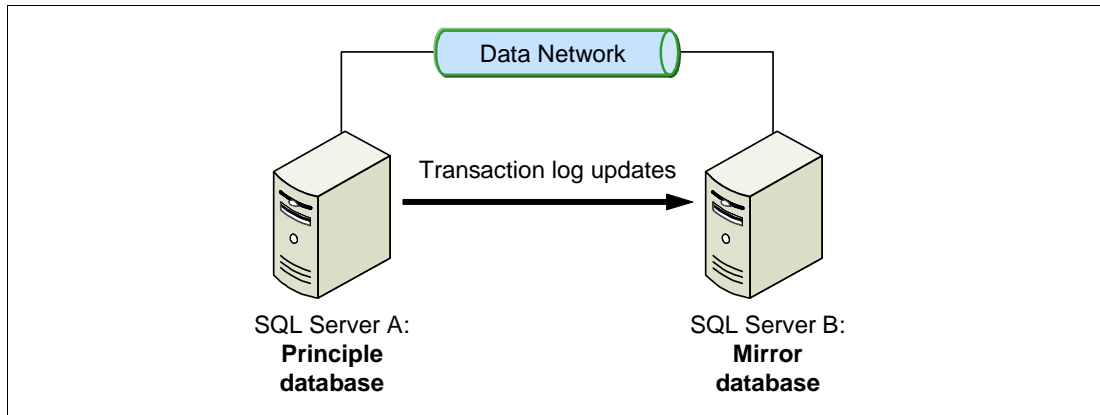 Data Network
Transaction log updates
SQL Server A:
Principle
database
SQL Server B:
Mirror
database